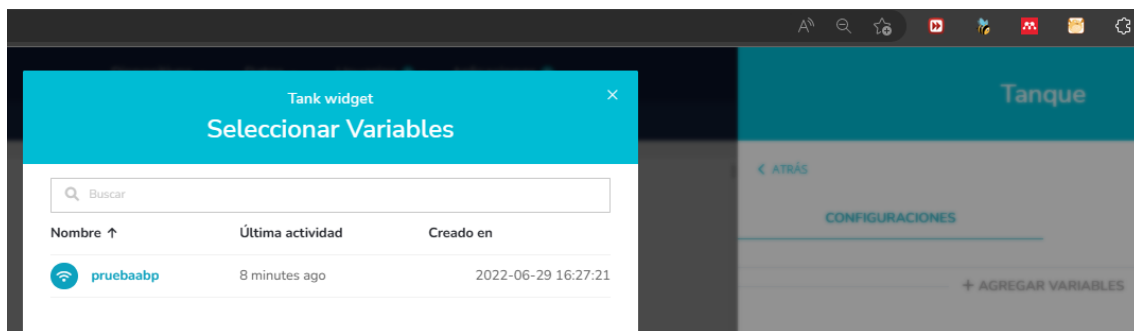 Tank widget
Seleccionar Variables
Buscar
Nombre ↑ Última actividad Creado en
pruebaabp 8 minutes ago 2022-06-29 16:27:21
Tanque
ATRÁS
CONFIGURACIONES
+ AGREGAR VARIABLES